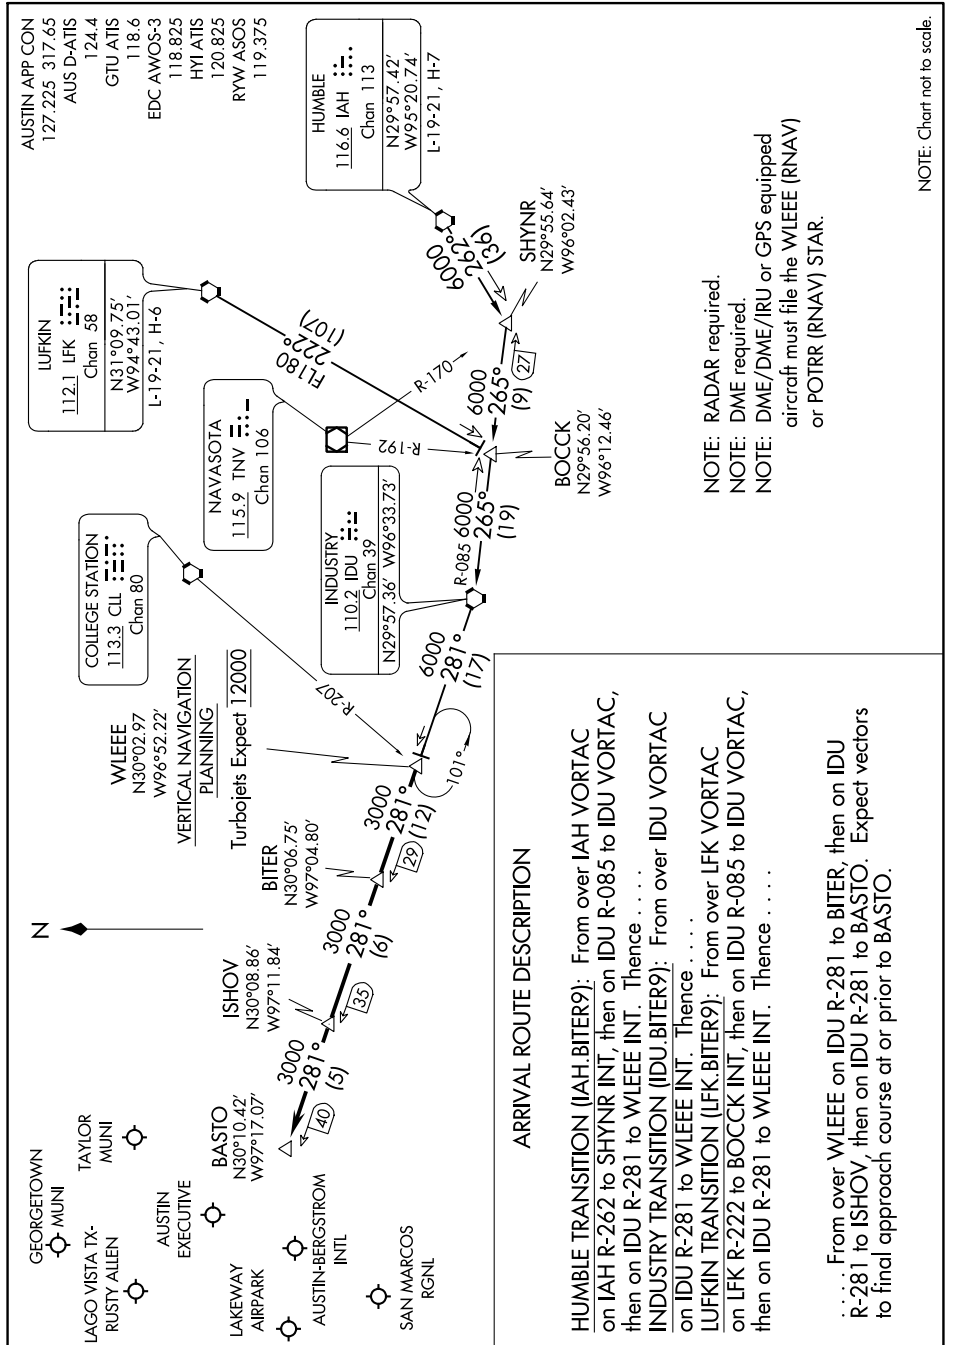 AUSTIN APP CON
127.225 317.65
AUS D-ATIS
124.4
GTU ATIS
118.6
EDC AWOS-3
118.825
HYI ATIS
120.825
RYW ASOS
119.375
HUMBLE
116.6 IAH
Chan 113
N29°57.42'
W95°20.74'
L-19-21, H-7
LUFKIN
112.1 LFK
Chan 58
N31°09.75'
W94°43.01'
L-19-21, H-6
NAVASOTA
115.9 TNV
Chan 106
COLLEGE STATION
113.3 CLL
Chan 80
INDUSTRY
110.2 IDU
Chan 39
N29°57.36' W96°33.73'
6000
262°
(36)
SHYNR
N29°55.64'
W96°02.43'
FL180
222°
(107)
R-170
R-192
6000
265°
(9)
27
BOCCK
N29°56.20'
W96°12.46'
R-085
6000
265°
(19)
6000
281°
(17)
R-207
101°
WLEEE
N30°02.97
W96°52.22'
VERTICAL NAVIGATION
PLANNING
Turbojets Expect 12000
3000
281°
(12)
29
BITER
N30°06.75'
W97°04.80'
3000
281°
(6)
35
ISHOV
N30°08.86'
W97°11.84'
3000
281°
(5)
40
BASTO
N30°10.42'
W97°17.07'
N
GEORGETOWN
MUNI
TAYLOR
MUNI
LAGO VISTA TX-
RUSTY ALLEN
AUSTIN
EXECUTIVE
LAKEWAY
AIRPARK
AUSTIN-BERGSTROM
INTL
SAN MARCOS
RGNL
NOTE: RADAR required.
NOTE: DME required.
NOTE: DME/DME/IRU or GPS equipped
aircraft must file the WLEEE (RNAV)
or POTRR (RNAV) STAR.
NOTE: Chart not to scale.
ARRIVAL ROUTE DESCRIPTION
HUMBLE TRANSITION (IAH.BITER9): From over IAH VORTAC
on IAH R-262 to SHYNR INT, then on IDU R-085 to IDU VORTAC,
then on IDU R-281 to WLEEE INT. Thence . . . .
INDUSTRY TRANSITION (IDU.BITER9): From over IDU VORTAC
on IDU R-281 to WLEEE INT. Thence . . . .
LUFKIN TRANSITION (LFK.BITER9): From over LFK VORTAC
on LFK R-222 to BOCCK INT, then on IDU R-085 to IDU VORTAC,
then on IDU R-281 to WLEEE INT. Thence . . . .
. . . . From over WLEEE on IDU R-281 to BITER, then on IDU
R-281 to ISHOV, then on IDU R-281 to BASTO. Expect vectors
to final approach course at or prior to BASTO.